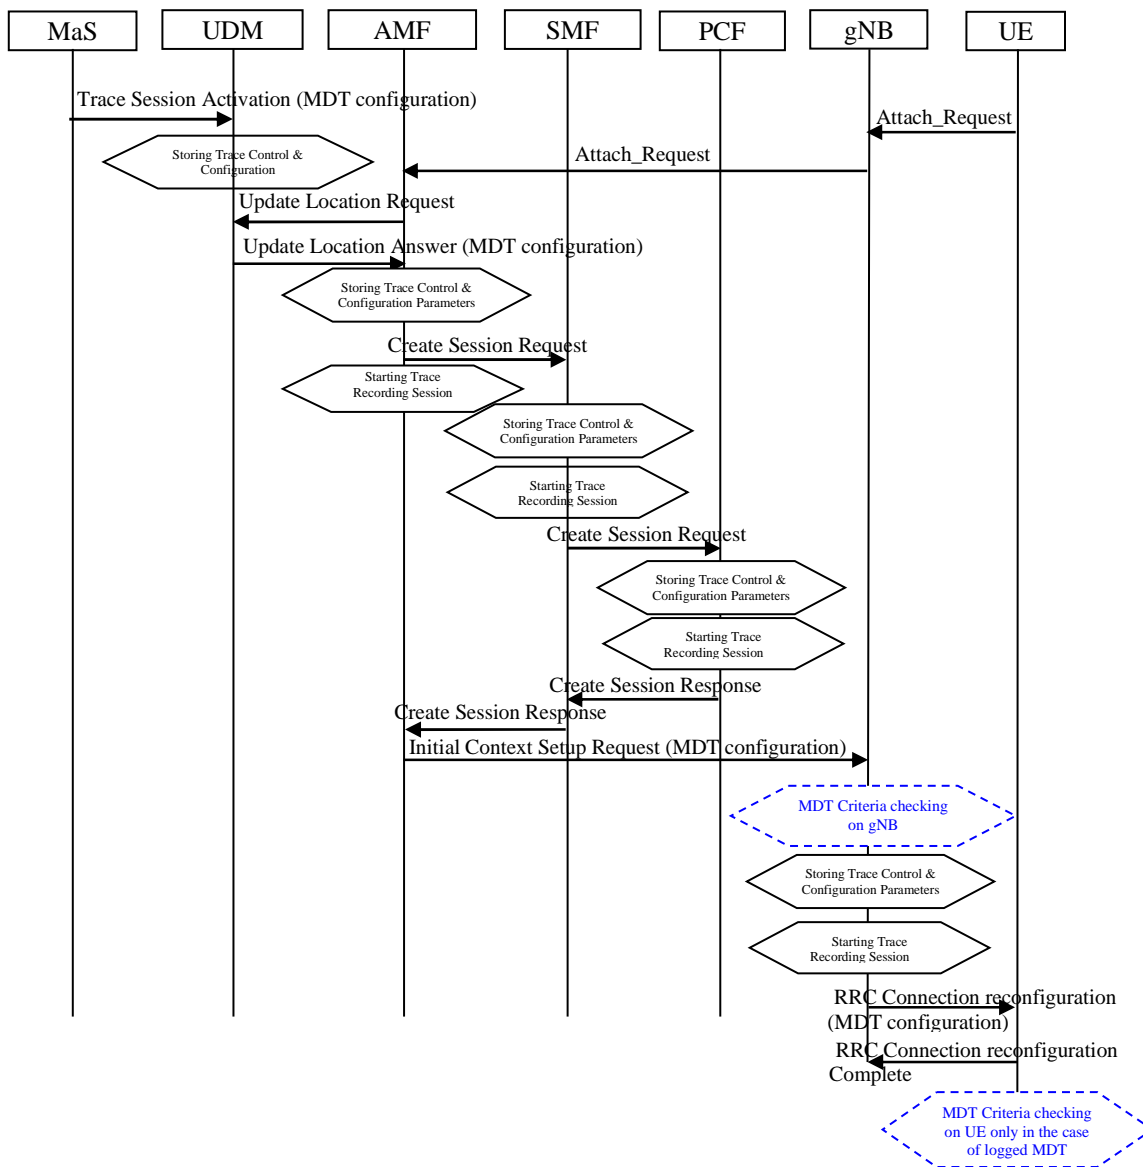 MaS
UDM
AMF
SMF
PCF
gNB
UE
Trace Session Activation (MDT configuration)
Attach_Request
Storing Trace Control &
Configuration
Attach_Request
Update Location Request
Update Location Answer (MDT configuration)
Storing Trace Control &
Configuration Parameters
Create Session Request
Starting Trace
Recording Session
Storing Trace Control &
Configuration Parameters
Starting Trace
Recording Session
Create Session Request
Storing Trace Control &
Configuration Parameters
Starting Trace
Recording Session
Create Session Response
Create Session Response
Initial Context Setup Request (MDT configuration)
MDT Criteria checking
on gNB
Storing Trace Control &
Configuration Parameters
Starting Trace
Recording Session
RRC Connection reconfiguration
(MDT configuration)
RRC Connection reconfiguration
Complete
MDT Criteria checking
on UE only in the case
of logged MDT